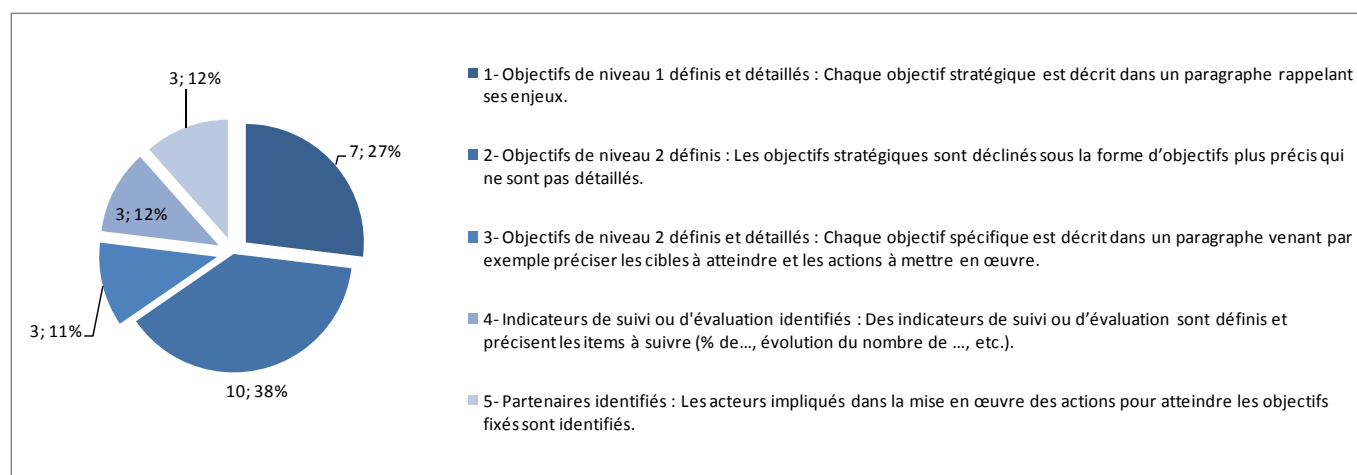 3; 12%
7; 27%
3; 12%
3; 11%
10; 38%
1- Objectifs de niveau 1 définis et détaillés : Chaque objectif stratégique est décrit dans un paragraphe rappelant
ses enjeux.
2- Objectifs de niveau 2 définis : Les objectifs stratégiques sont déclinés sous la forme d’objectifs plus précis qui
ne sont pas détaillés.
3- Objectifs de niveau 2 définis et détaillés : Chaque objectif spécifique est décrit dans un paragraphe venant par
exemple préciser les cibles à atteindre et les actions à mettre en œuvre.
4- Indicateurs de suivi ou d'évaluation identifiés : Des indicateurs de suivi ou d’évaluation sont définis et
précisent les items à suivre (% de…, évolution du nombre de …, etc.).
5- Partenaires identifiés : Les acteurs impliqués dans la mise en œuvre des actions pour atteindre les objectifs
fixés sont identifiés.